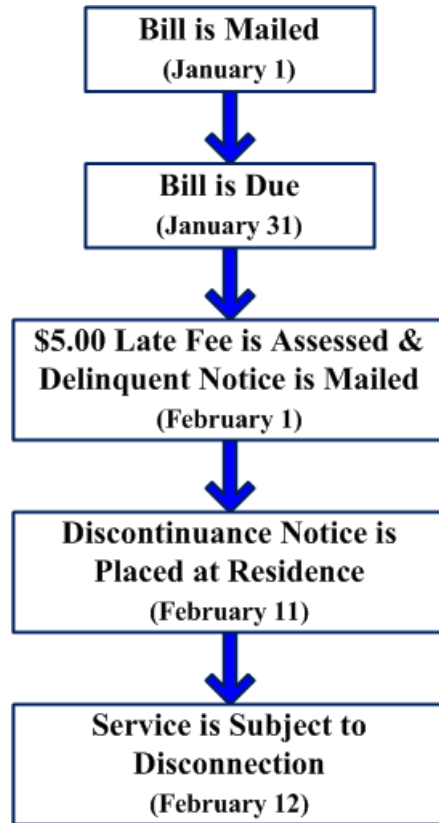 Bill is Mailed
(January 1)
Bill is Due
(January 31)
$5.00 Late Fee is Assessed &
Delinquent Notice is Mailed
(February 1)
Discontinuance Notice is
Placed at Residence
(February 11)
Service is Subject to
Disconnection
(February 12)